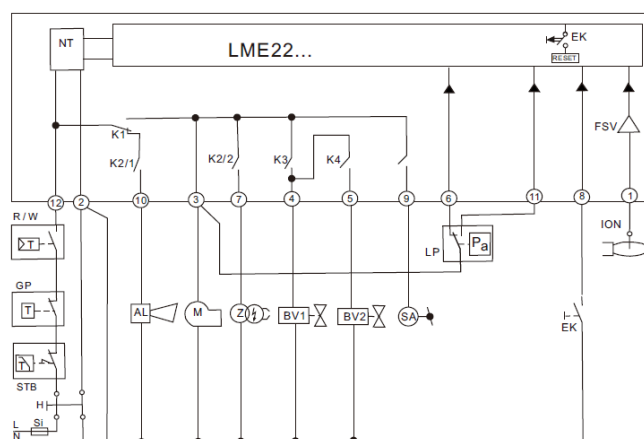 EK
NT
LME22...
RESET
FSV
K1
K2/1
K2/2
K3
K4
12
2
10
3
7
4
5
9
6
11
8
1
R / W
ION
T
LP
Pa
GP
T
AL
M
Z
BV1
BV2
SA
EK
T
STB
H
L
Si
N